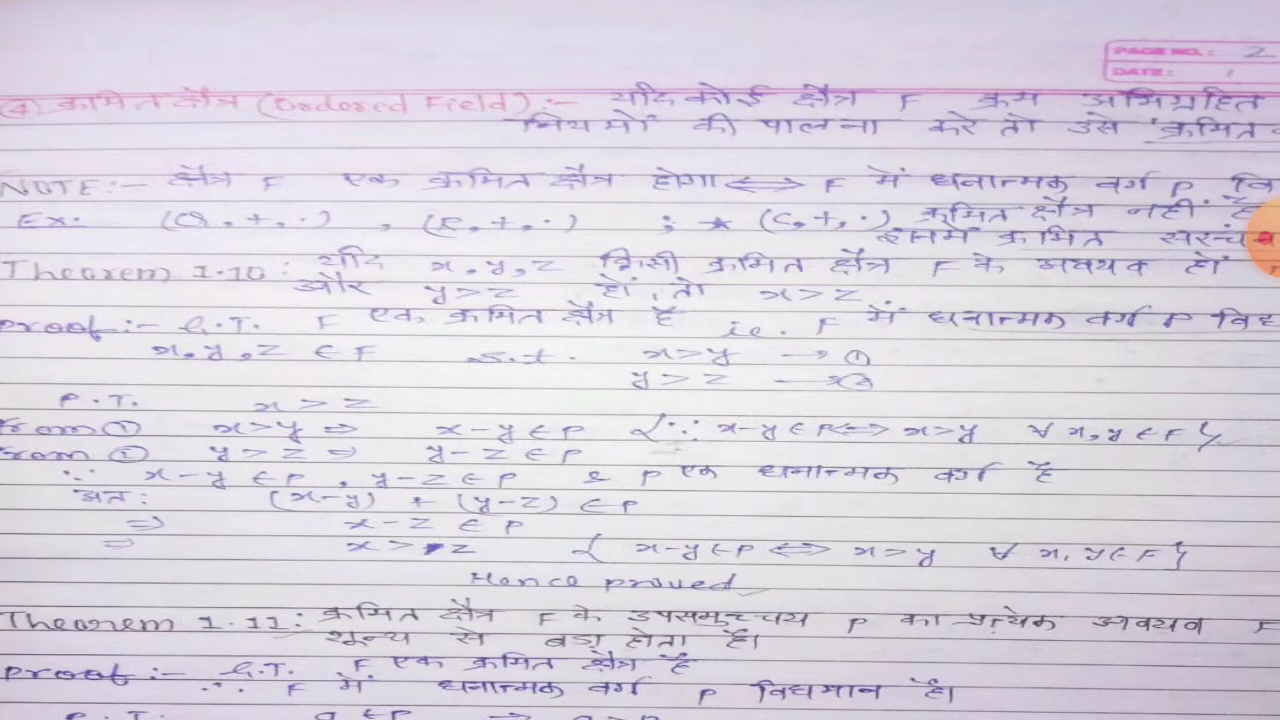 PAGE NO.: 2
DATE:
(4) क्रमित क्षेत्र (Ordered Field) :- यदि कोई क्षेत्र F क्रम अभिग्रहित
नियमों की पालना करे तो उसे 'क्रमित
NOTE:- क्षेत्र F एक क्रमित क्षेत्र होगा ⟺ F में धनात्मक वर्ग P वि
Ex: (Q, +, ·) , (R, +, ·) ; * (C, +, ·) क्रमित क्षेत्र नहीं है
इसमें क्रमित
Theorem 1.10 : यदि x, y, z किसी क्रमित क्षेत्र F के अवयव हों
और y > z हों, तो x > z
Proof :- G.T. F एक क्रमित क्षेत्र है i.e. F में धनात्मक वर्ग P विद्य
x, y, z ∈ F s.t. x > y → ①
y > z → ②
P.T. x > z
from ① x > y ⇒ x-y ∈ P { ∵ x-y ∈ P ⟺ x > y ∀ x, y ∈ F }
from ② y > z ⇒ y-z ∈ P
∵ x-y ∈ P, y-z ∈ P & P एक धनात्मक वर्ग है
अतः (x-y) + (y-z) ∈ P
⇒ x-z ∈ P
⇒ x > z { x-y ∈ P ⟺ x > y ∀ x, y ∈ F }
Hence proved
Theorem 1.11 : क्रमित क्षेत्र F के उपसमुच्चय P का प्रत्येक अवयव F
शून्य से बड़ा होता है।
Proof :- G.T. F एक क्रमित क्षेत्र है
∴ F में धनात्मक वर्ग P विधमान है।
P.T. a ∈ P